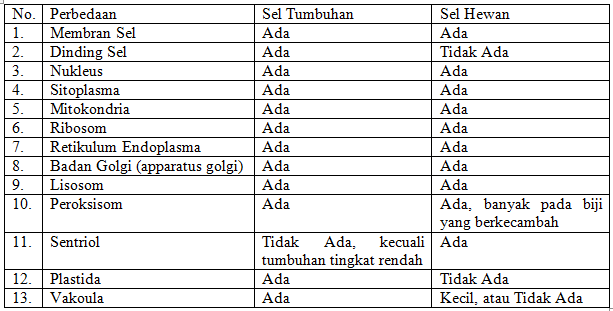 No. Perbedaan Sel Tumbuhan Sel Hewan
1. Membran Sel Ada Ada
2. Dinding Sel Ada Tidak Ada
3. Nukleus Ada Ada
4. Sitoplasma Ada Ada
5. Mitokondria Ada Ada
6. Ribosom Ada Ada
7. Retikulum Endoplasma Ada Ada
8. Badan Golgi (apparatus golgi) Ada Ada
9. Lisosom Ada Ada
10. Peroksisom Ada Ada, banyak pada biji
yang berkecambah
11. Sentriol Tidak Ada, kecuali Ada
tumbuhan tingkat rendah
12. Plastida Ada Tidak Ada
13. Vakoula Ada Kecil, atau Tidak Ada